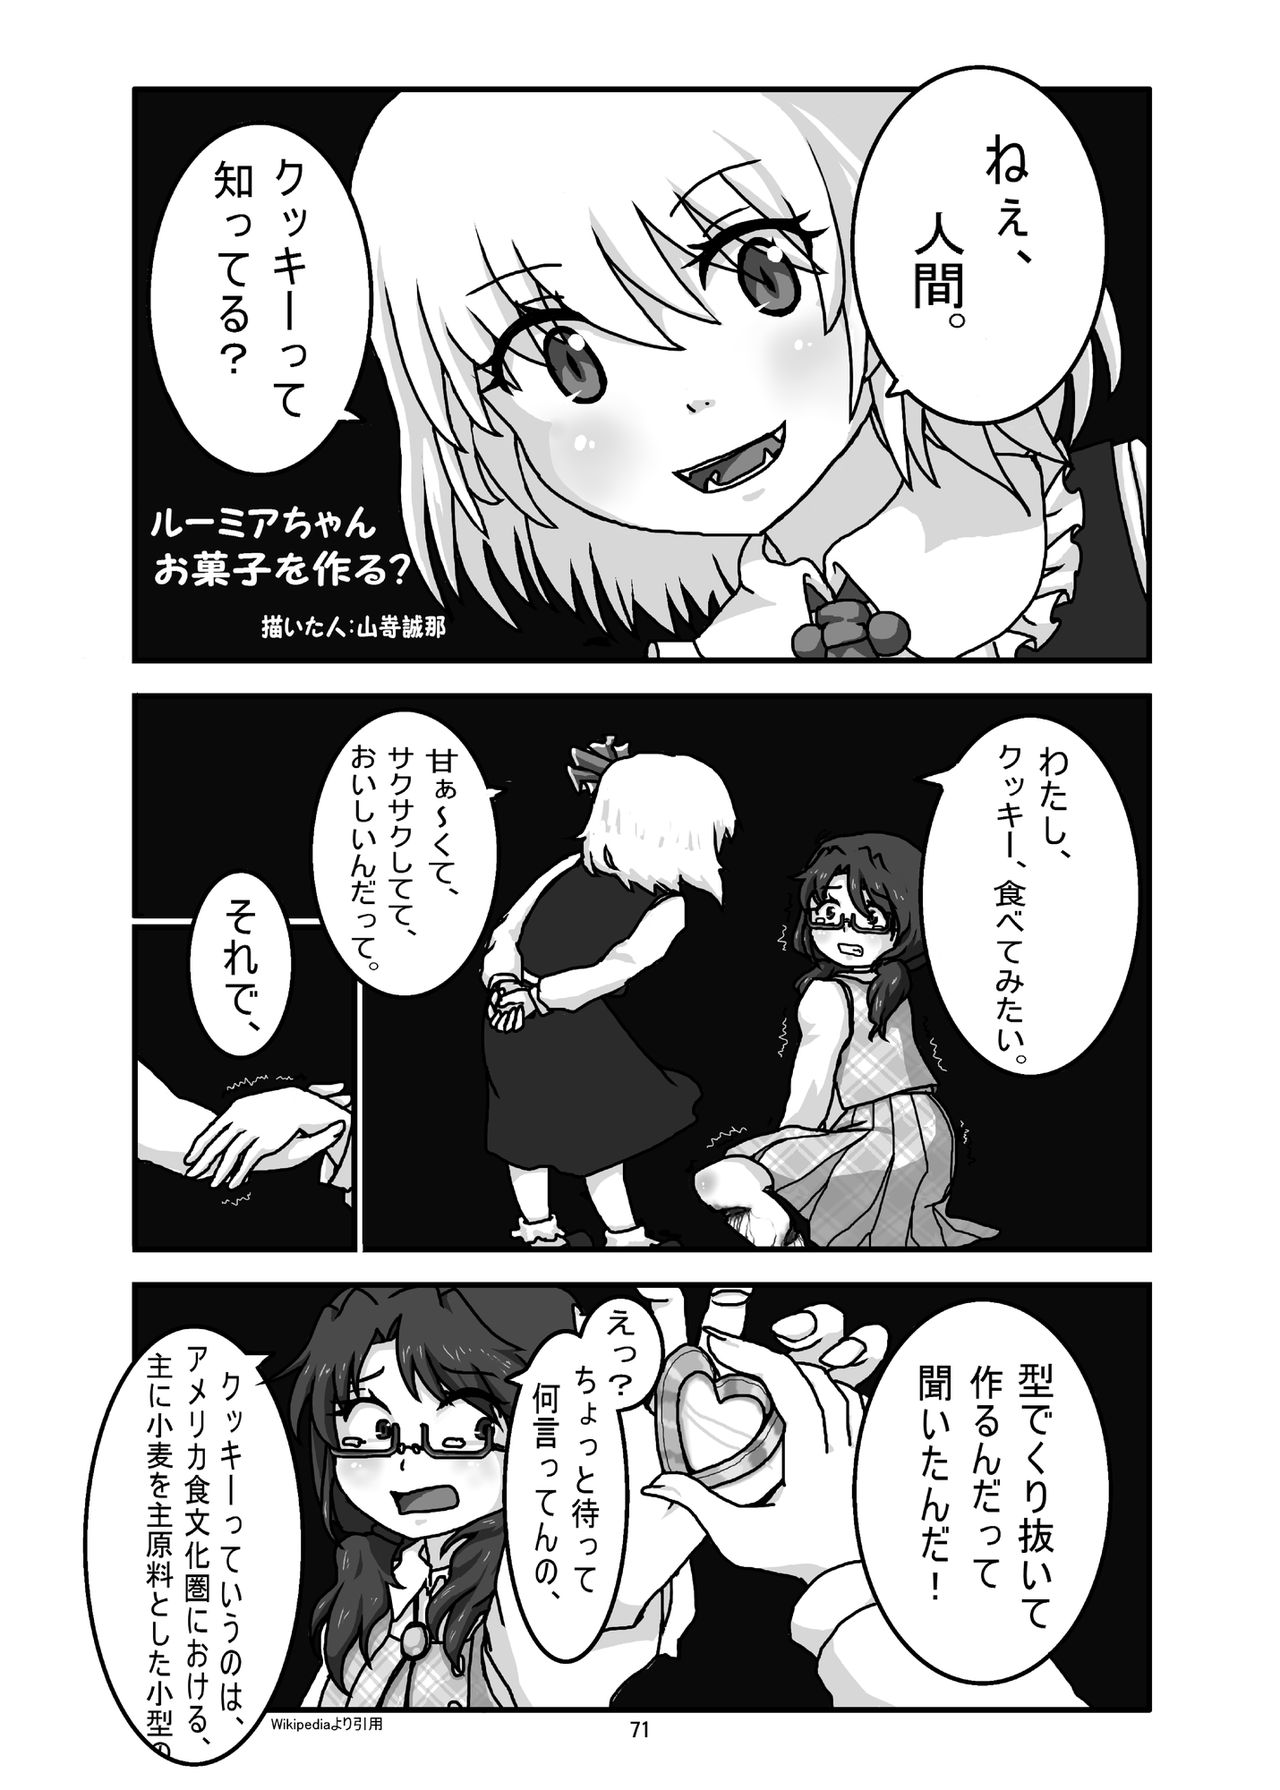 ねぇ、
人間。
クッキーって
知ってる？
ルーミアちゃん
お菓子を作る?
描いた人:山嵜誠那
わたし、
クッキー、食べてみたい。
甘ぁ～くて、
サクサクしてて、
おいしいんだって。
それで、
型でくり抜いて
作るんだって
聞いたんだ！
えっ？
ちょっと待って
何言ってんの、
クッキーっていうのは、
アメリカ食文化圏における、
主に小麦を主原料とした小型の
Wikipediaより引用
71